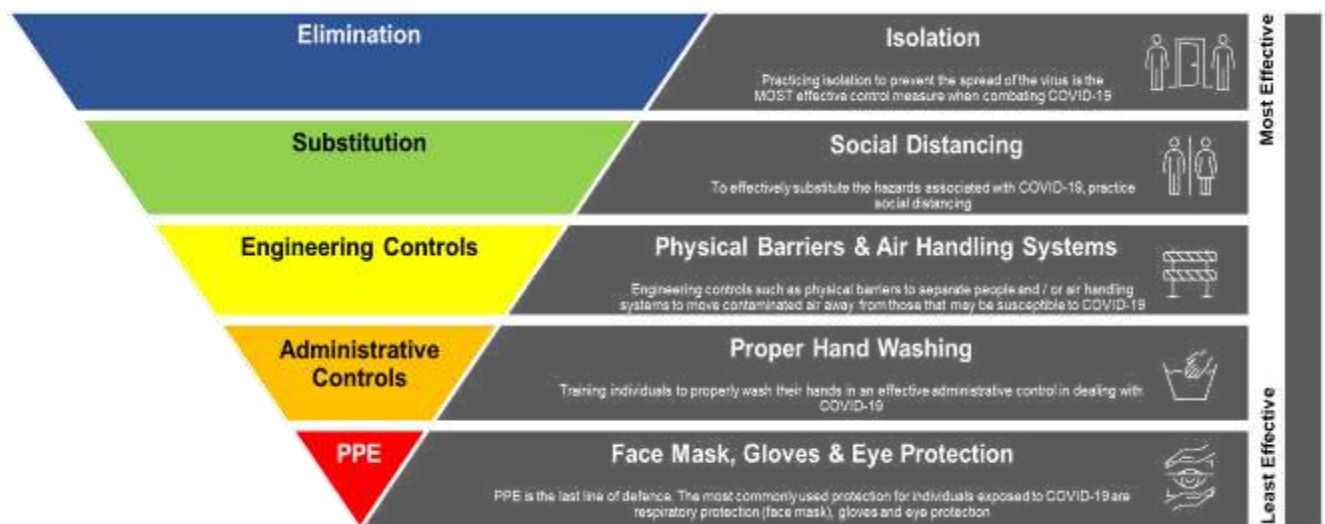 Elimination
Isolation
Practicing isolation to prevent the spread of the virus is the
MOST effective control measure when combating COVID-19
Substitution
Social Distancing
To effectively substitute the hazards associated with COVID-19, practice
social distancing
Engineering Controls
Physical Barriers & Air Handling Systems
Engineering controls such as physical barriers to separate people and / or air handling
systems to move contaminated air away from those that may be susceptible to COVID-19
Administrative
Controls
Proper Hand Washing
Training individuals to properly wash their hands in an effective administrative control in dealing with
COVID-19
PPE
Face Mask, Gloves & Eye Protection
PPE is the last line of defence. The most commonly used protection for individuals exposed to COVID-19 are
respiratory protection (face mask), gloves and eye protection
Most Effective
Least Effective